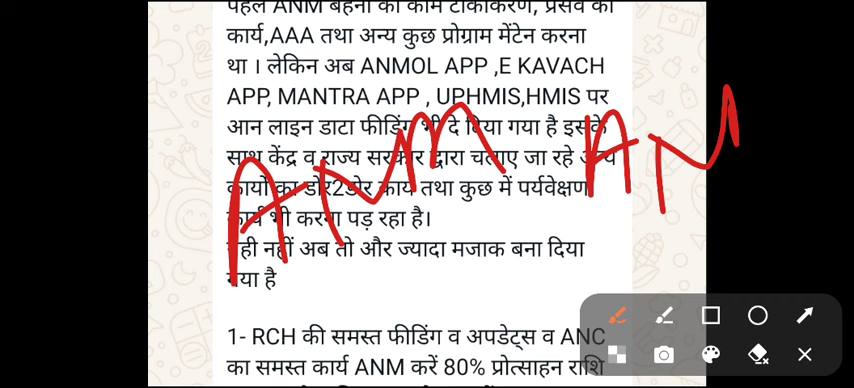 पहले ANM बहनों का काम टीकाकरण, प्रसव का
कार्य,AAA तथा अन्य कुछ प्रोग्राम मेंटेन करना
था । लेकिन अब ANMOL APP ,E KAVACH
APP, MANTRA APP , UPHMIS,HMIS पर
आन लाइन डाटा फीडिंग भी दे दिया गया है इसके
साथ केंद्र व राज्य सरकार द्वारा चलाए जा रहे अन्य
कार्यों का डोर2डोर कार्य तथा कुछ में पर्यवेक्षण
कार्य भी करना पड़ रहा है।
यही नहीं अब तो और ज्यादा मजाक बना दिया
गया है
1- RCH की समस्त फीडिंग व अपडेट्स व ANC
का समस्त कार्य ANM करें 80% प्रोत्साहन राशि